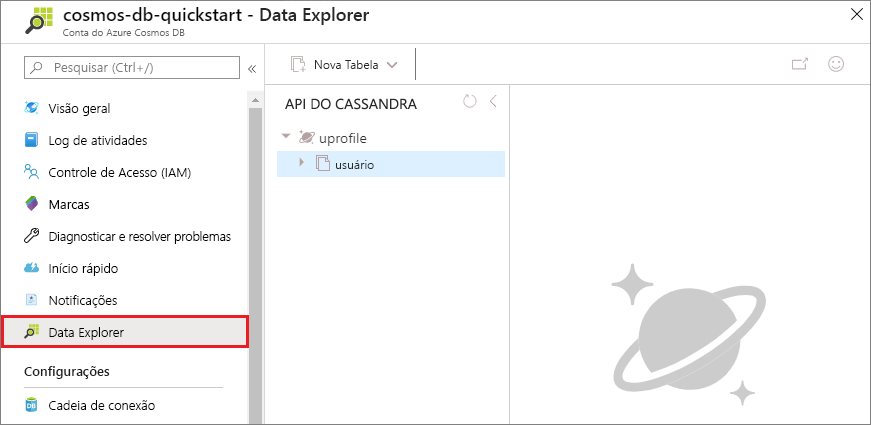 cosmos-db-quickstart - Data Explorer
Conta do Azure Cosmos DB
Pesquisar (Ctrl+/)
«
Visão geral
Log de atividades
Controle de Acesso (IAM)
Marcas
Diagnosticar e resolver problemas
Início rápido
Notificações
Data Explorer
Configurações
DB
Cadeia de conexão
Nova Tabela
API DO CASSANDRA
uprofile
usuário